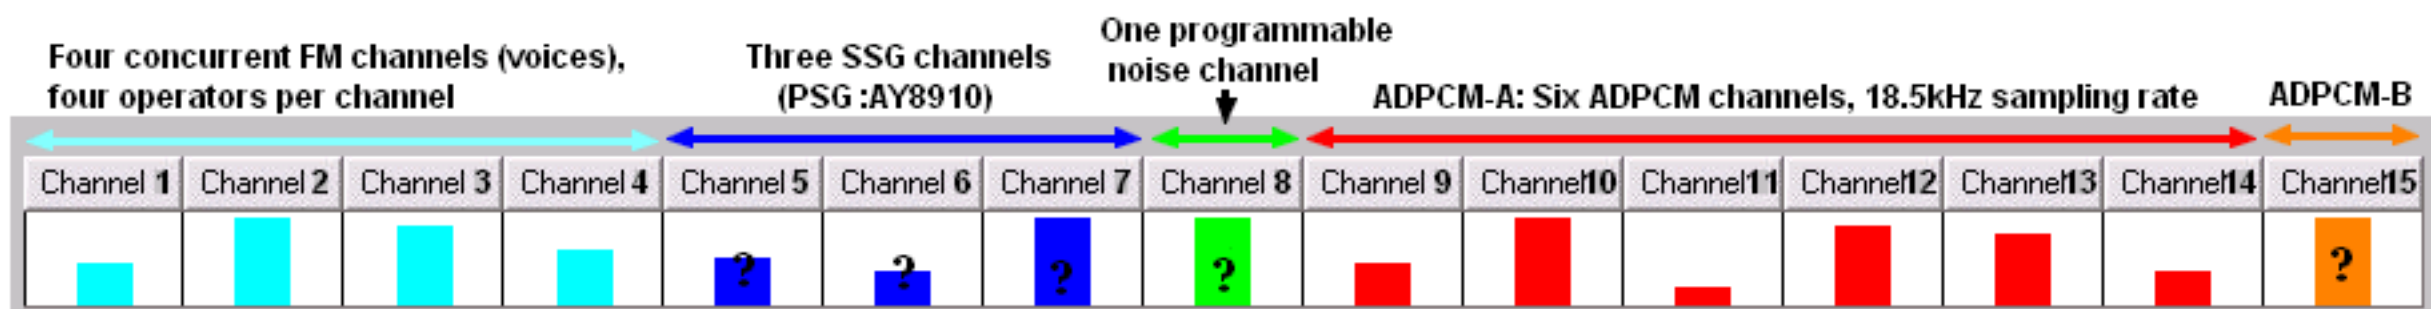 One programmable
noise channel
Four concurrent FM channels (voices),
four operators per channel
Three SSG channels
(PSG :AY8910)
ADPCM-A: Six ADPCM channels, 18.5kHz sampling rate
ADPCM-B
Channel 1 Channel 2 Channel 3 Channel 4 Channel 5 Channel 6 Channel 7 Channel 8 Channel 9 Channel10 Channel11 Channel12 Channel13 Channel14 Channel15
? ? ? ? ?